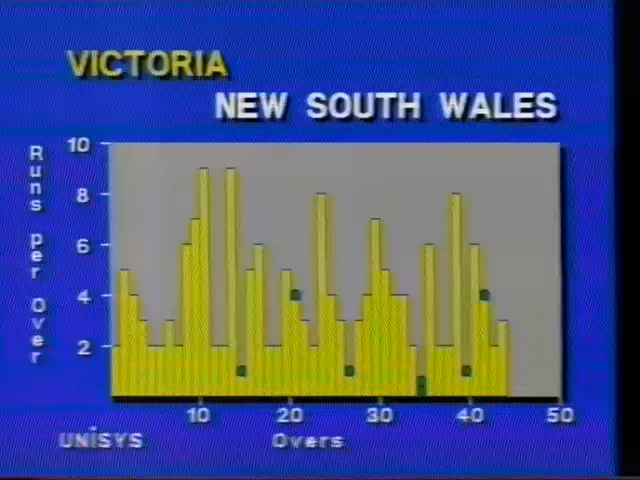 VICTORIA
NEW SOUTH WALES
Runs per Over
10
8
6
4
2
10 20 30 40 50
UNiSYS
Overs